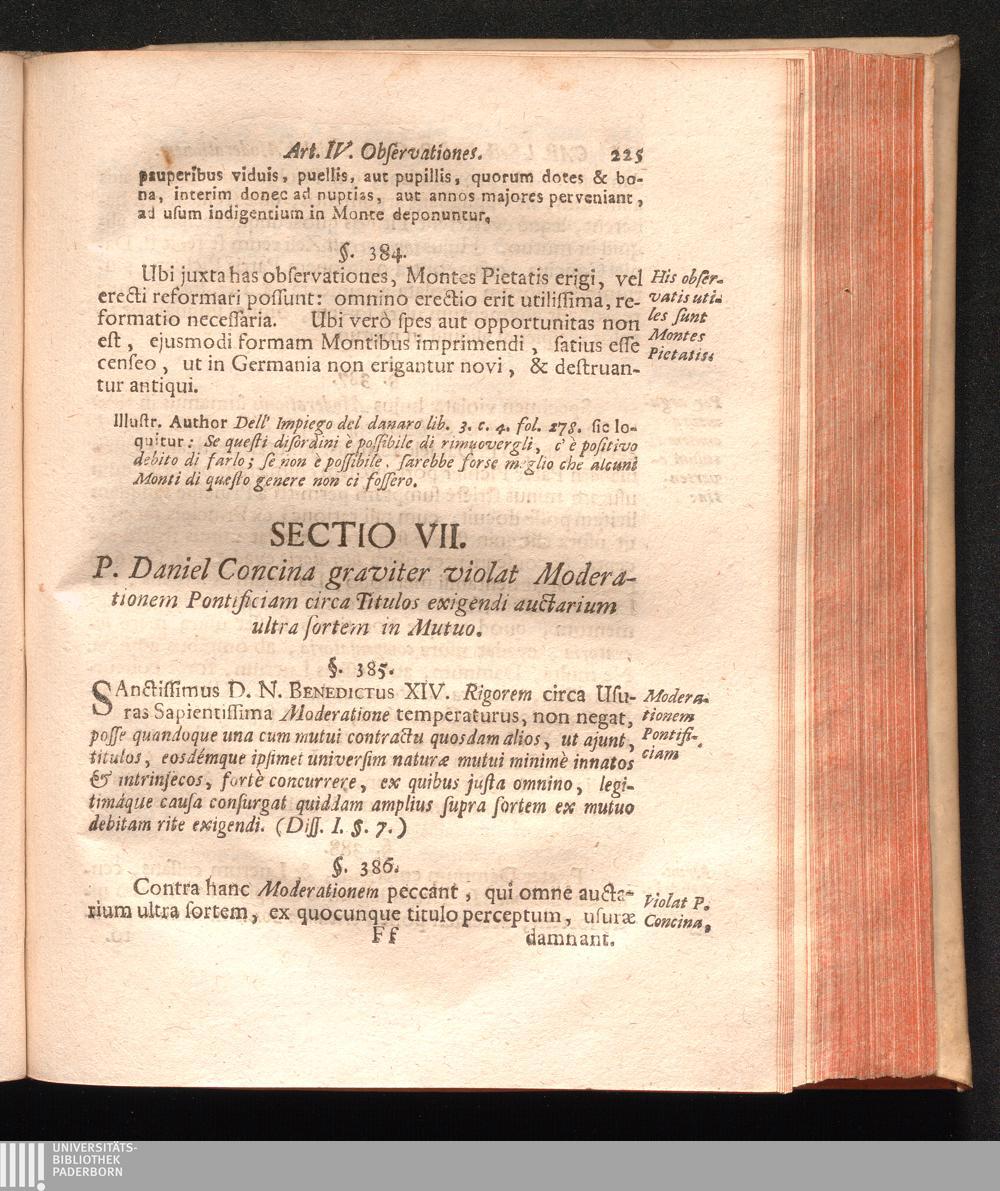 Art. IV. Obſervationes. 225
pauperibus viduis, puellis, aut pupillis, quorum dotes & bo-
na, interim donec ad nuptias, aut annos majores perveniant,
ad uſum indigentium in Monte deponuntur.
§. 384.
Ubi juxta has obſervationes, Montes Pietatis erigi, vel
erecti reformari poſſunt: omnino erectio erit utiliſſima, re-
formatio neceſſaria. Ubi verò ſpes aut opportunitas non
eſt, ejusmodi formam Montibus imprimendi, ſatius eſſe
cenſeo, ut in Germania non erigantur novi, & deſtruan-
tur antiqui.
His obſer-
vatis uti-
les ſunt
Montes
Pietatis.
Illuſtr. Author Dell' Impiego del danaro lib. 3. c. 4. fol. 278. ſic lo-
quitur: Se queſti diſordini è poſſibile di rimuovergli, c'è poſitivo
debito di farlo; ſe non è poſſibile, ſarebbe forse meglio che alcuni
Monti di queſto genere non ci foſſero.
SECTIO VII.
P. Daniel Concina graviter violat Modera-
tionem Pontificiam circa Titulos exigendi auctarium
ultra ſortem in Mutuo.
§. 385.
SAnctiſſimus D. N. BENEDICTUS XIV. Rigorem circa Uſu-
ras Sapientiſſima Moderatione temperaturus, non negat,
poſſe quandoque una cum mutui contractu quosdam alios, ut ajunt,
titulos, eosdémque ipſimet univerſim naturæ mutui minimè innatos
& intrinſecos, fortè concurrere, ex quibus juſta omnino, legi-
timáque cauſa conſurgat quiddam amplius ſupra ſortem ex mutuo
debitam rite exigendi. (Diſſ. I. §. 7.)
Modera-
tionem
Pontifi-
ciam
§. 386.
Contra hanc Moderationem peccant, qui omne aucta-
rium ultra ſortem, ex quocunque titulo perceptum, uſuræ
Violat P.
Concina,
Ff damnant.
UNIVERSITÄTS-
BIBLIOTHEK
PADERBORN